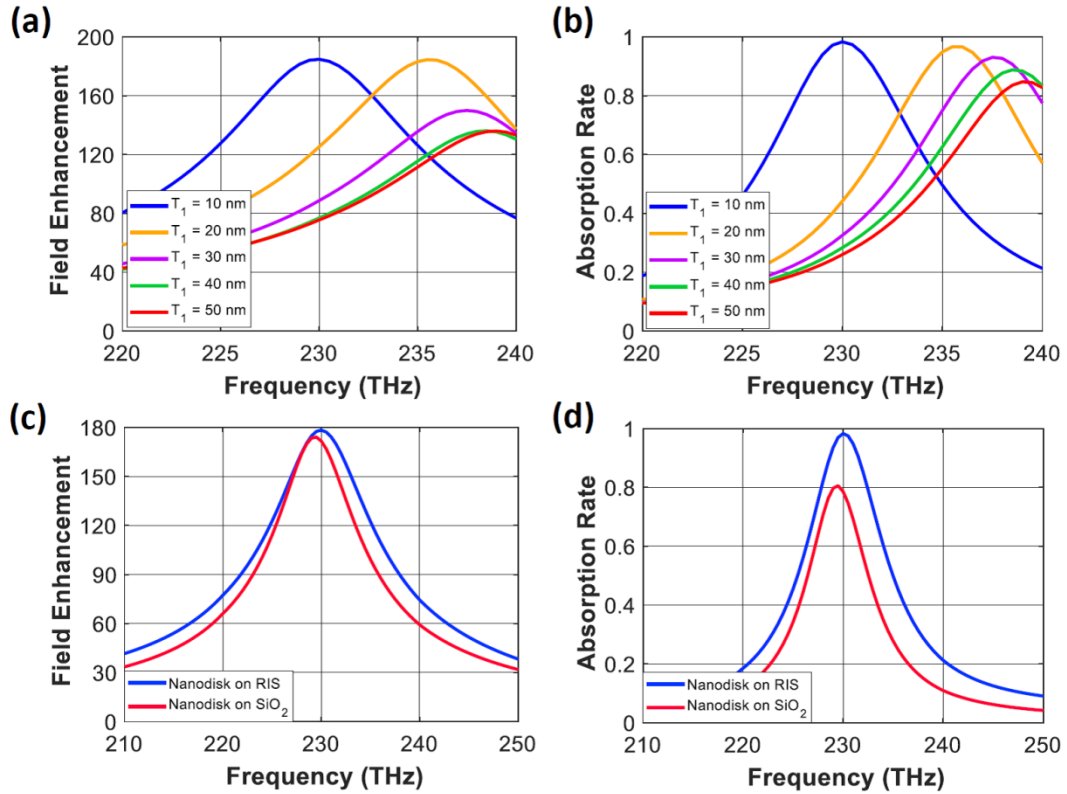 (a)
Field Enhancement
200
160
120
80
40
0
T1 = 10 nm
T1 = 20 nm
T1 = 30 nm
T1 = 40 nm
T1 = 50 nm
220 225 230 235 240
Frequency (THz)
(b)
Absorption Rate
1
0.8
0.6
0.4
0.2
0
T1 = 10 nm
T1 = 20 nm
T1 = 30 nm
T1 = 40 nm
T1 = 50 nm
220 225 230 235 240
Frequency (THz)
(c)
Field Enhancement
180
150
120
90
60
30
0
Nanodisk on RIS
Nanodisk on SiO2
210 220 230 240 250
Frequency (THz)
(d)
Absorption Rate
1
0.8
0.6
0.4
0.2
0
Nanodisk on RIS
Nanodisk on SiO2
210 220 230 240 250
Frequency (THz)